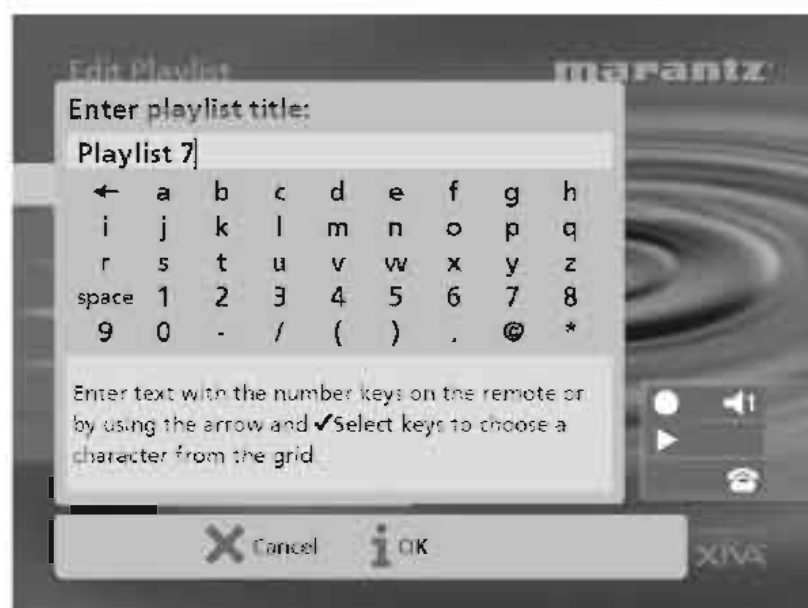 Edit Playlist
marantz
Enter playlist title:
Playlist 7
← a b c d e f g h
i j k l m n o p q
r s t u v w x y z
space 1 2 3 4 5 6 7 8
9 0 - / ( ) . @ *
Enter text with the number keys on the remote or
by using the arrow and ✓Select keys to choose a
character from the grid
1
Cancel
i OK
XIVA